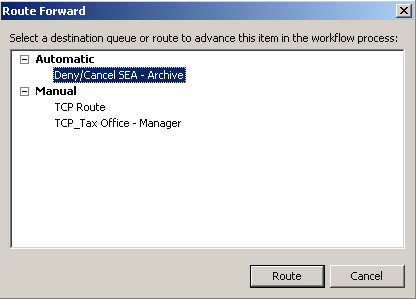 Route Forward
Select a destination queue or route to advance this item in the workflow process:
Automatic
Deny/Cancel SEA - Archive
Manual
TCP Route
TCP_Tax Office - Manager
Route
Cancel